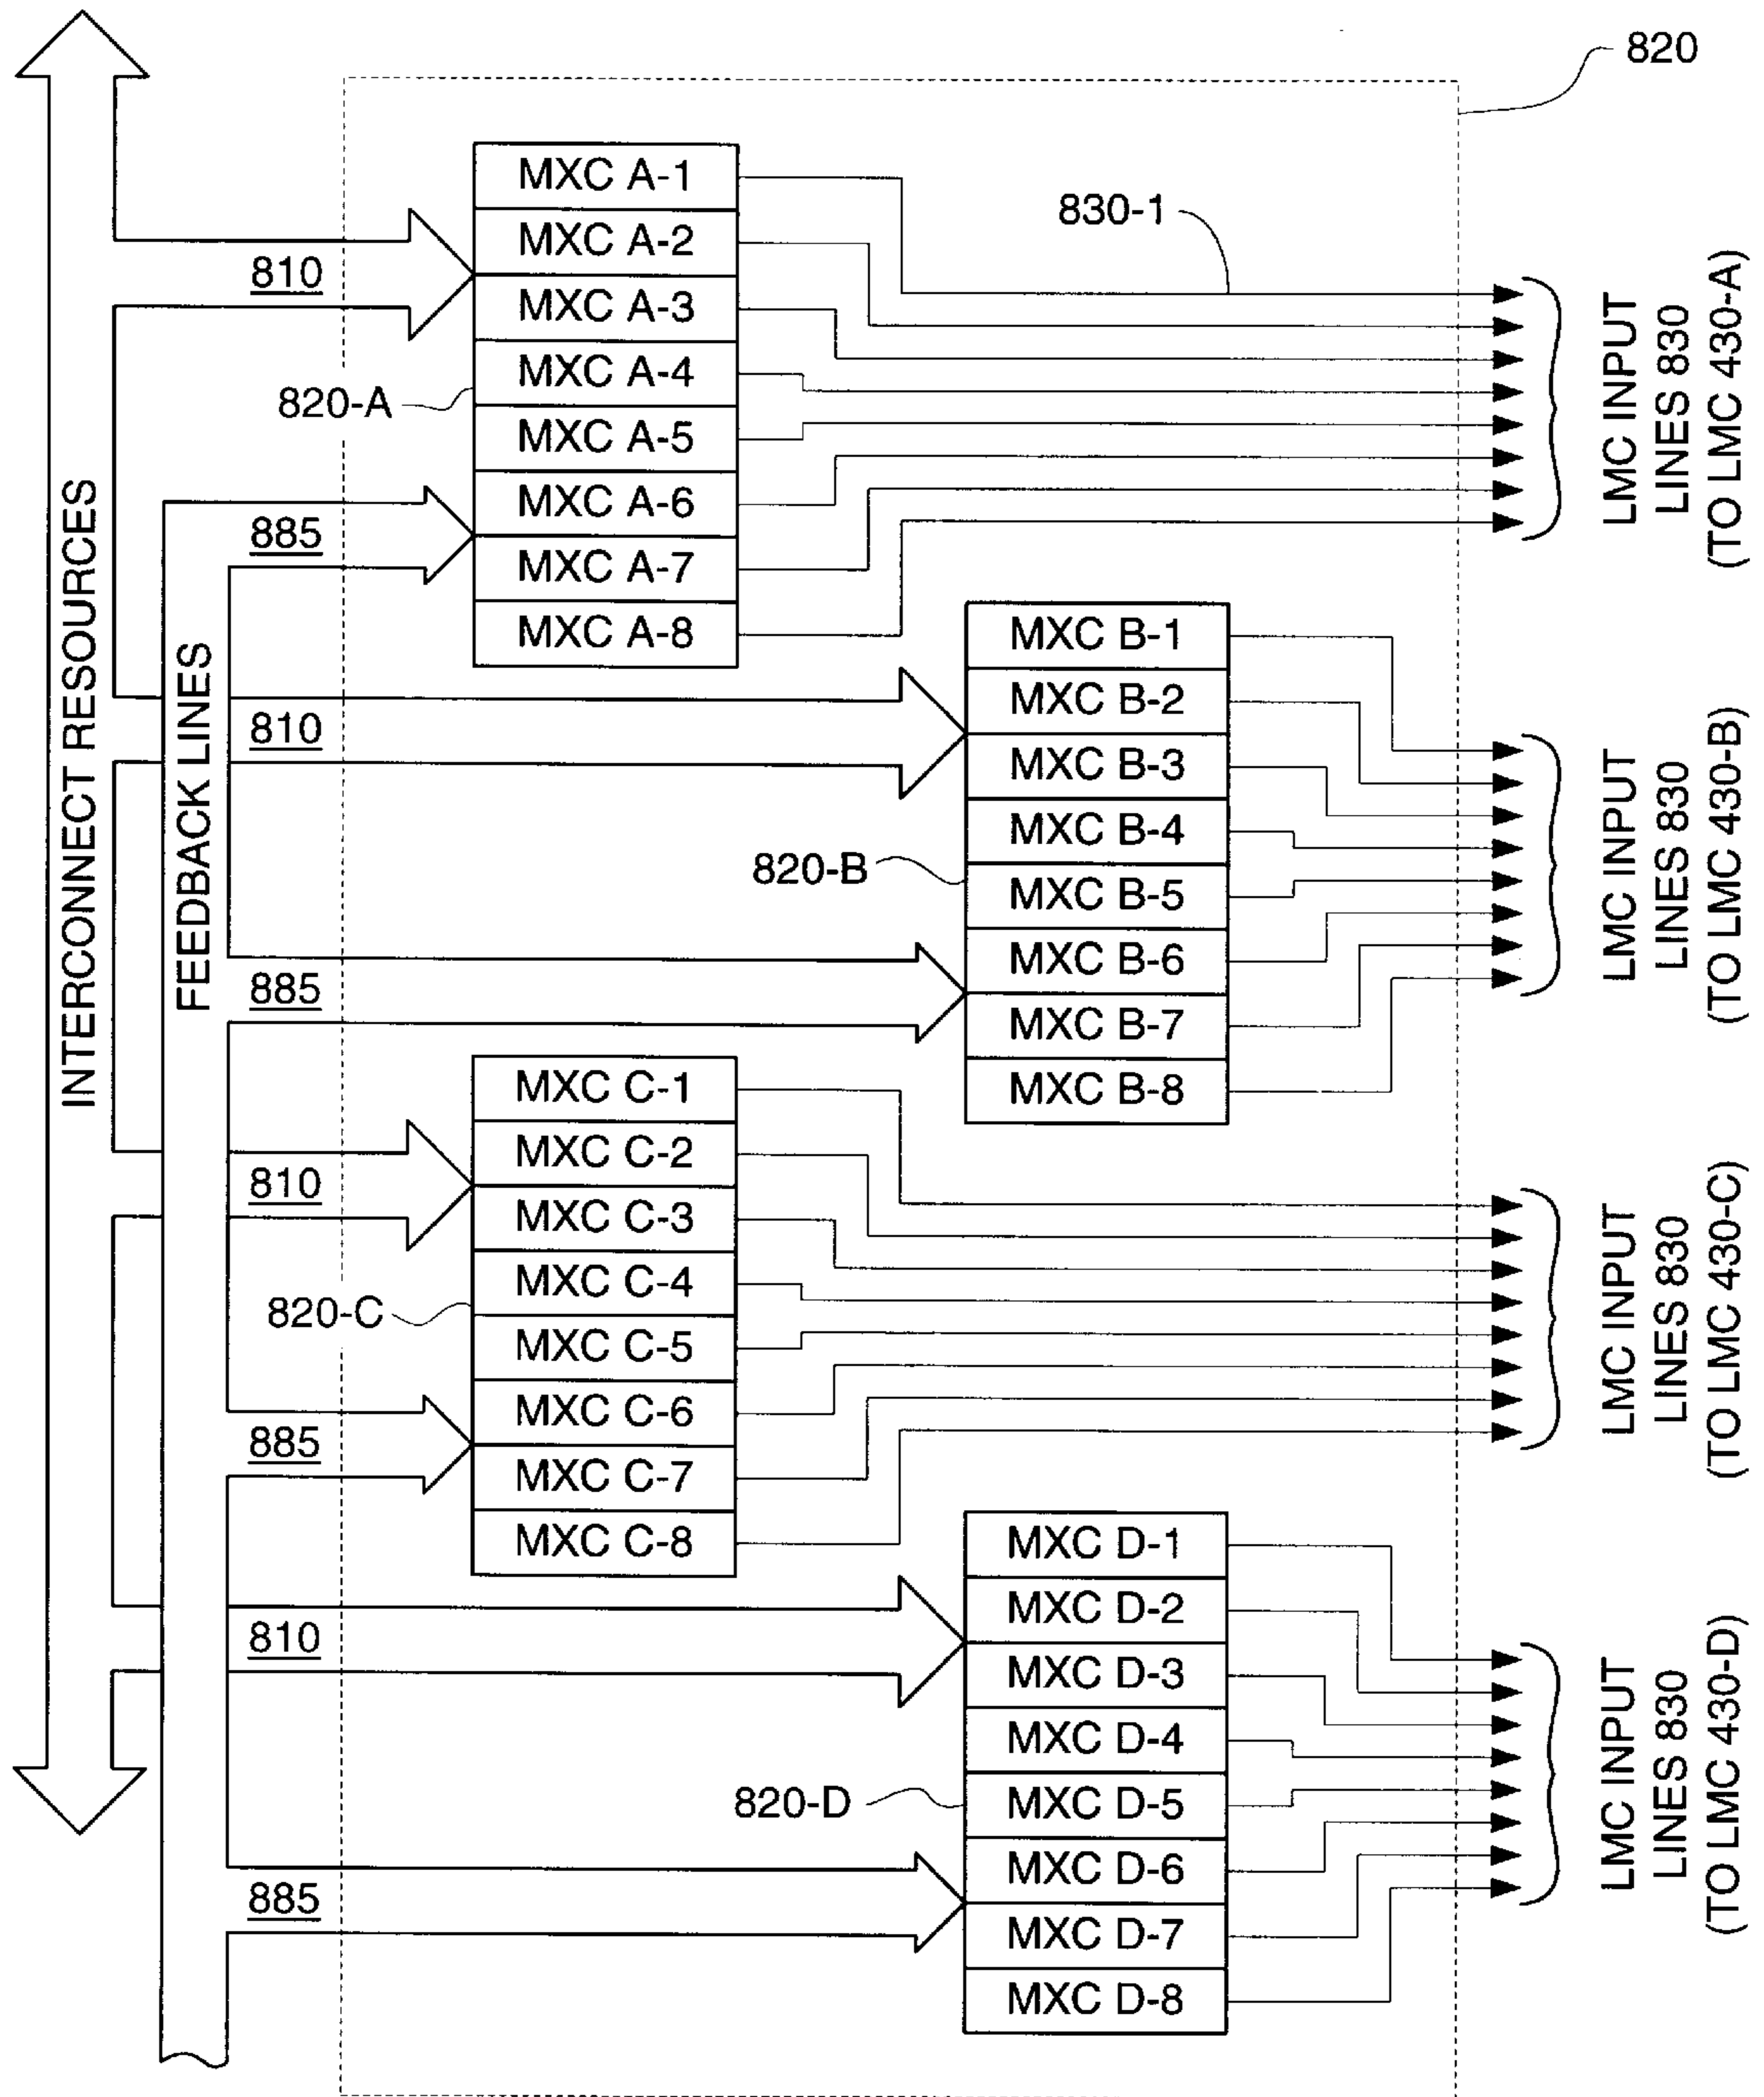 820
MXC A-1
MXC A-2
MXC A-3
MXC A-4
MXC A-5
MXC A-6
MXC A-7
MXC A-8
830-1
810
820-A
885
LMC INPUT
LINES 830
(TO LMC 430-A)
INTERCONNECT RESOURCES
FEEDBACK LINES
MXC B-1
MXC B-2
MXC B-3
MXC B-4
MXC B-5
MXC B-6
MXC B-7
MXC B-8
810
820-B
885
LMC INPUT
LINES 830
(TO LMC 430-B)
MXC C-1
MXC C-2
MXC C-3
MXC C-4
MXC C-5
MXC C-6
MXC C-7
MXC C-8
810
820-C
885
LMC INPUT
LINES 830
(TO LMC 430-C)
MXC D-1
MXC D-2
MXC D-3
MXC D-4
MXC D-5
MXC D-6
MXC D-7
MXC D-8
810
820-D
885
LMC INPUT
LINES 830
(TO LMC 430-D)